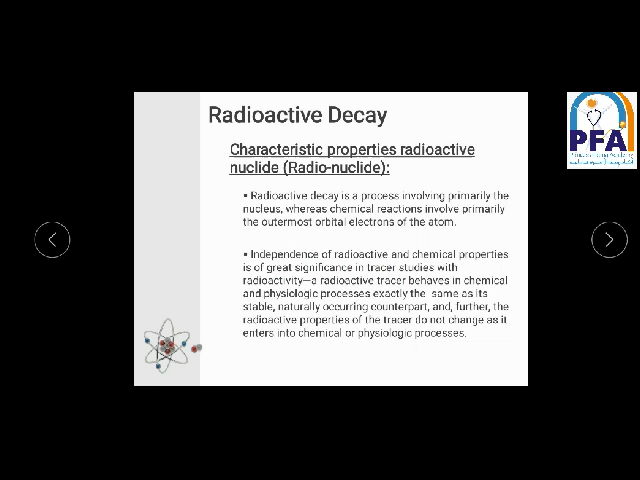 Radioactive Decay
Characteristic properties radioactive
nuclide (Radio-nuclide):
• Radioactive decay is a process involving primarily the
nucleus, whereas chemical reactions involve primarily
the outermost orbital electrons of the atom.
• Independence of radioactive and chemical properties
is of great significance in tracer studies with
radioactivity—a radioactive tracer behaves in chemical
and physiologic processes exactly the same as its
stable, naturally occurring counterpart, and, further, the
radioactive properties of the tracer do not change as it
enters into chemical or physiologic processes.
PFA